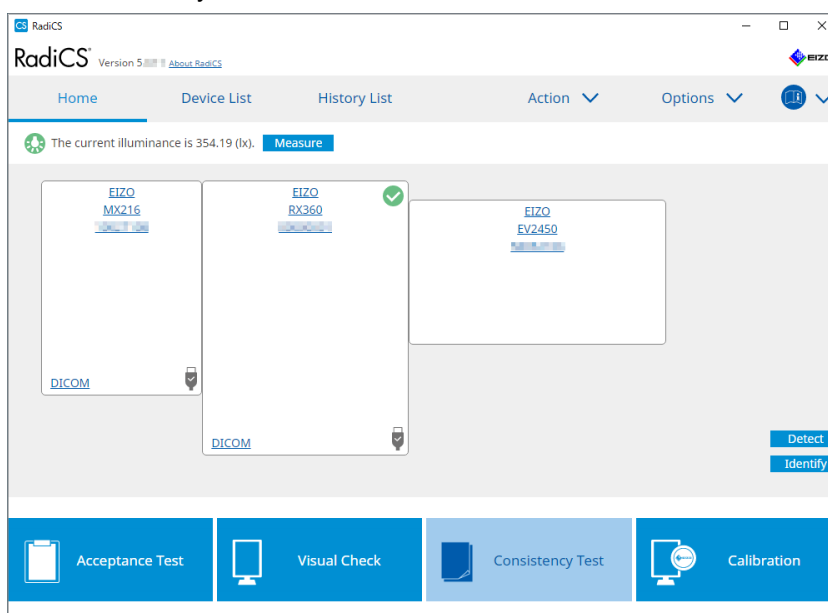 CS RadiCS
RadiCS Version 5. About RadiCS
EIZO
Home Device List History List Action Options
The current illuminance is 354.19 (lx). Measure
EIZO
MX216
DICOM
EIZO
RX360
DICOM
EIZO
EV2450
Detect
Identify
Acceptance Test Visual Check Consistency Test Calibration